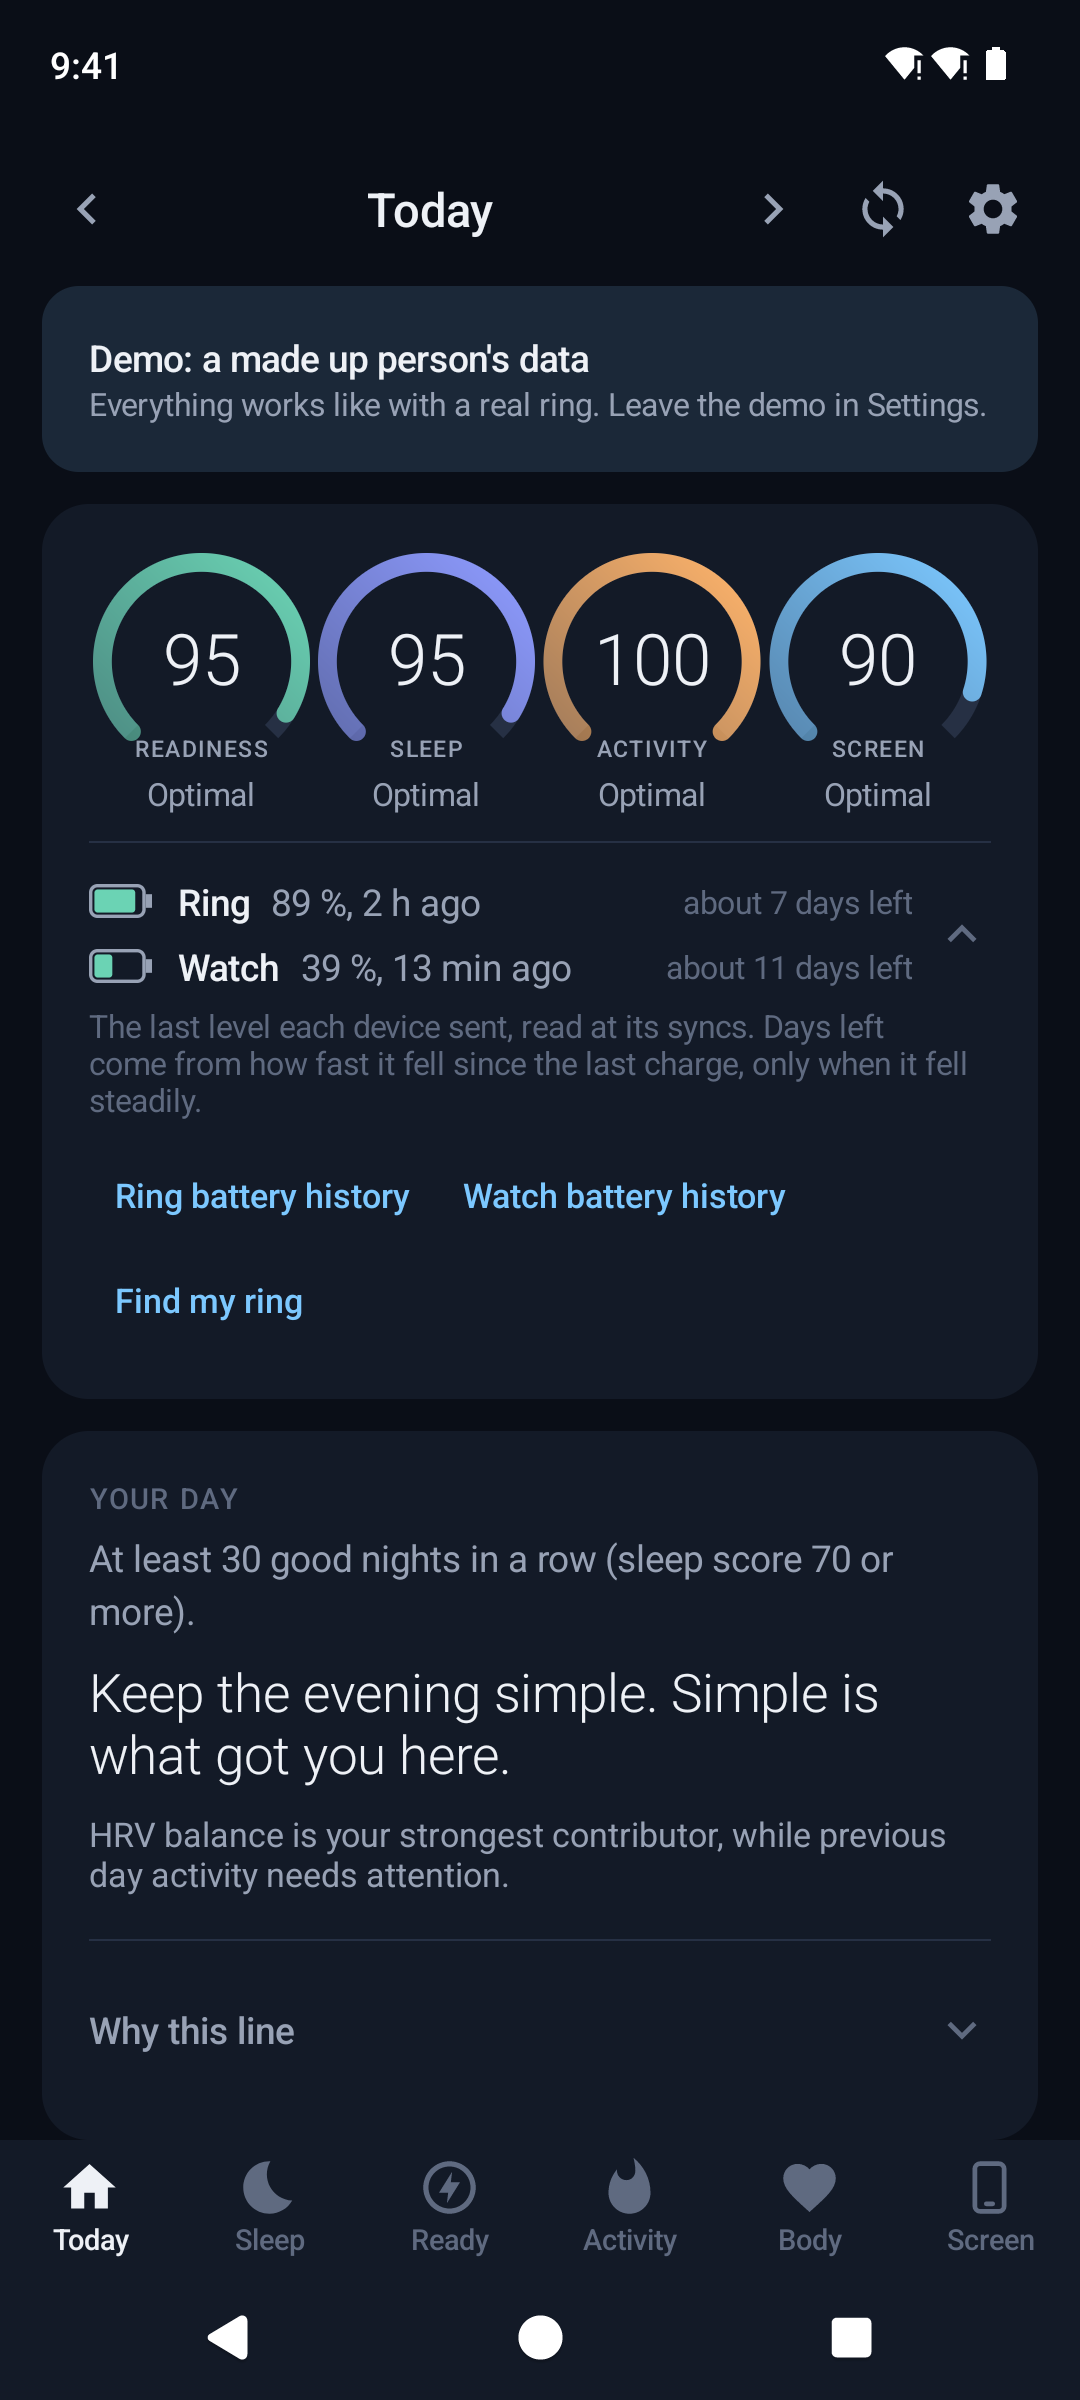 9:41
Today
Demo: a made up person's data
Everything works like with a real ring. Leave the demo in Settings.
95 95 100 90
READINESS SLEEP ACTIVITY SCREEN
Optimal Optimal Optimal Optimal
Ring 89 %, 2 h ago about 7 days left
Watch 39 %, 13 min ago about 11 days left
The last level each device sent, read at its syncs. Days left
come from how fast it fell since the last charge, only when it fell
steadily.
Ring battery history Watch battery history
Find my ring
YOUR DAY
At least 30 good nights in a row (sleep score 70 or
more).
Keep the evening simple. Simple is
what got you here.
HRV balance is your strongest contributor, while previous
day activity needs attention.
Why this line
Today Sleep Ready Activity Body Screen